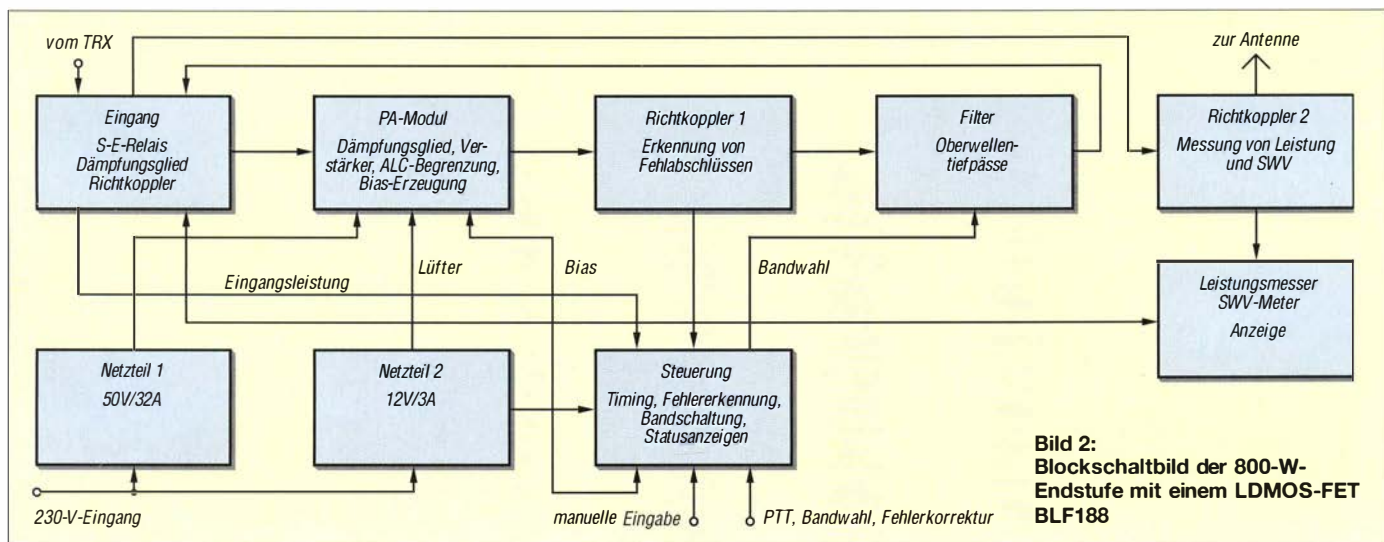 vom TRX
zur Antenne
Eingang
S-E-Relais
Dämpfungsglied
Richtkoppler
PA-Modul
Dämpfungsglied, Ver-
stärker, ALC-Begrenzung,
Bias-Erzeugung
Richtkoppler 1
Erkennung von
Fehlabschlüssen
Filter
Oberwellen-
tiefpässe
Richtkoppler 2
Messung von Leistung
und SWV
Eingangsleistung
Lüfter
Bias
Bandwahl
Leistungsmesser
SWV-Meter
Anzeige
Netzteil 1
50V/32A
Netzteil 2
12V/3A
Steuerung
Timing, Fehlererkennung,
Bandschaltung,
Statusanzeigen
230-V-Eingang
manuelle Eingabe
PTT, Bandwahl, Fehlerkorrektur
Bild 2:
Blockschaltbild der 800-W-
Endstufe mit einem LDMOS-FET
BLF188